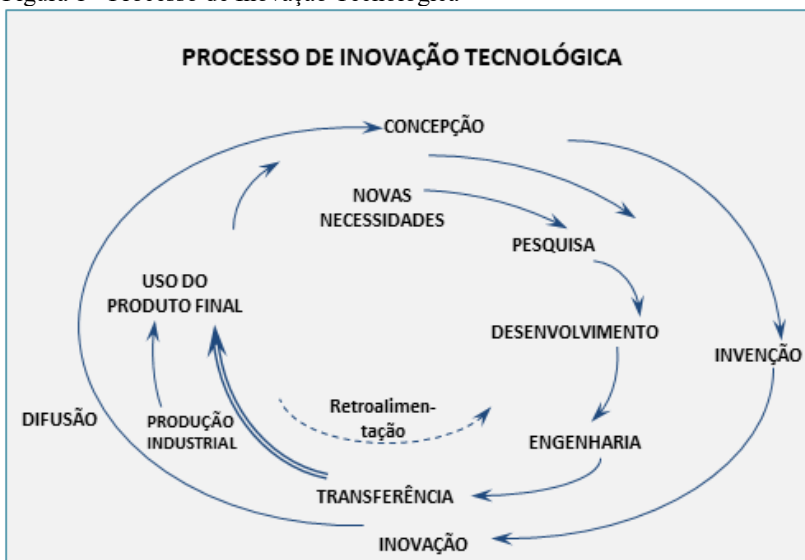 PROCESSO DE INOVAÇÃO TECNOLÓGICA
CONCEPÇÃO
NOVAS
NECESSIDADES
PESQUISA
USO DO
PRODUTO FINAL
DESENVOLVIMENTO
INVENÇÃO
DIFUSÃO
PRODUÇÃO
INDUSTRIAL
Retroalimen-
tação
ENGENHARIA
TRANSFERÊNCIA
INOVAÇÃO